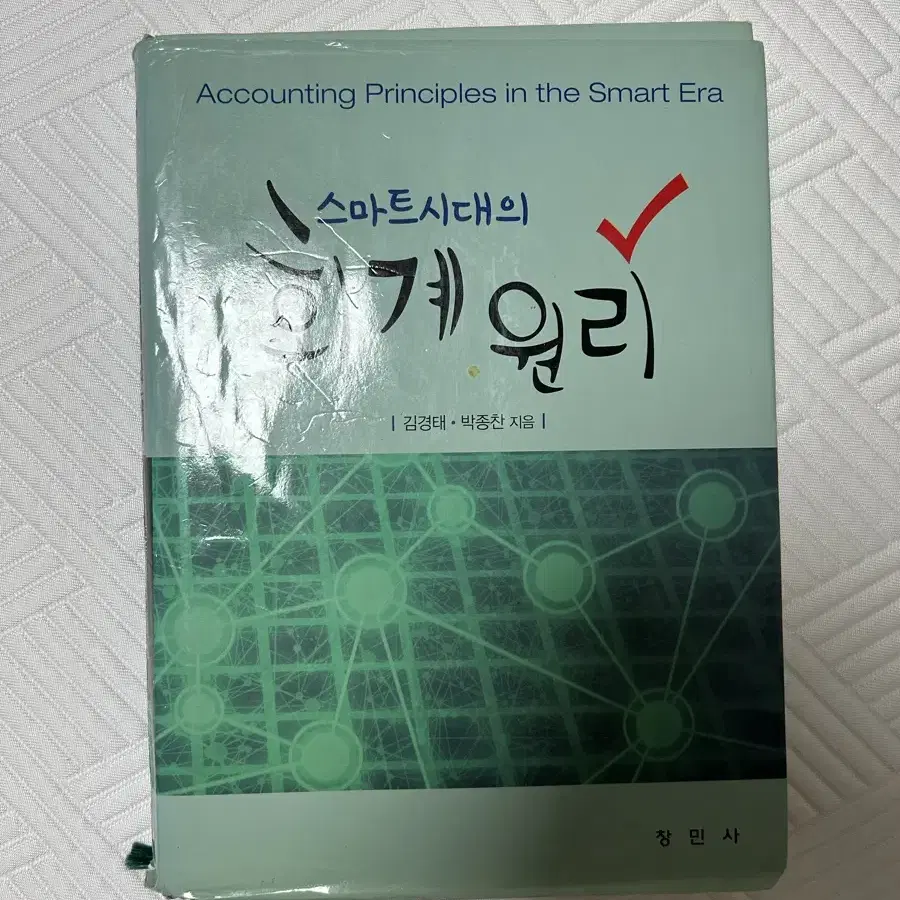 Accounting Principles in the Smart Era
스마트시대의
회계원리
| 김경태 • 박종찬 지음 |
창민사